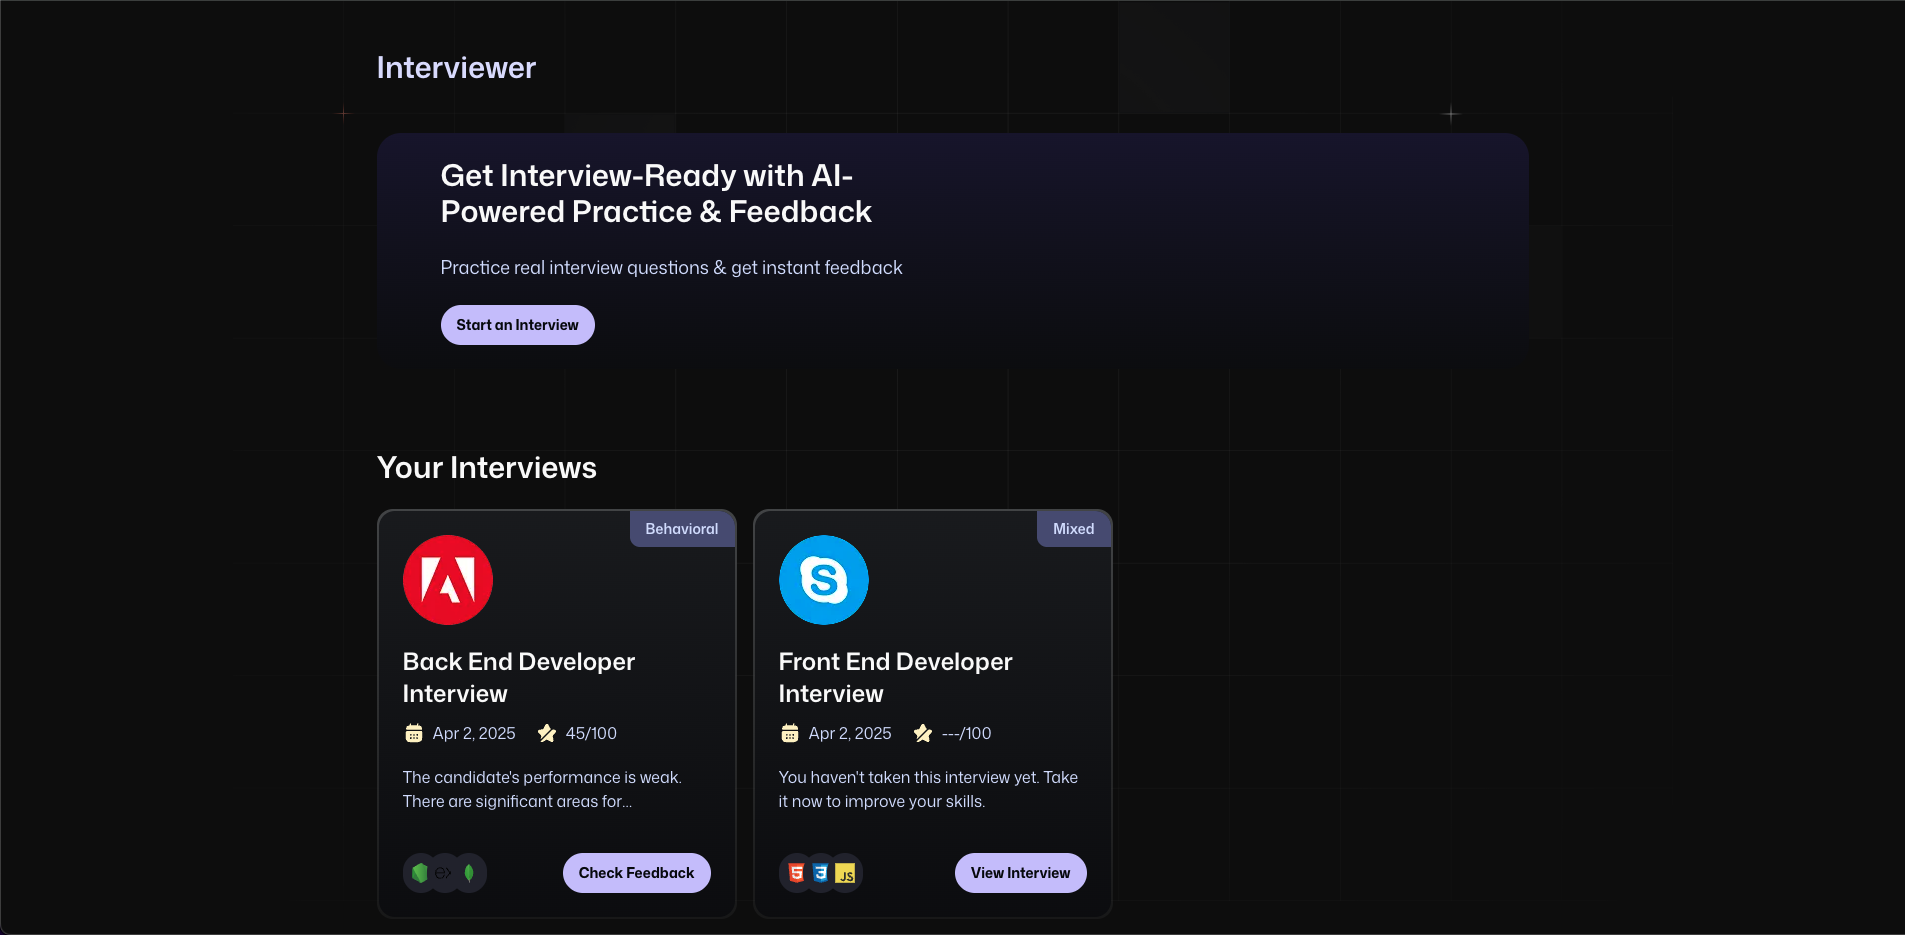 Interviewer
Get Interview-Ready with AI-
Powered Practice & Feedback
Practice real interview questions & get instant feedback
Start an Interview
Your Interviews
Behavioral
Back End Developer
Interview
Apr 2, 2025 45/100
The candidate's performance is weak.
There are significant areas for...
ex
Check Feedback
Mixed
S
Front End Developer
Interview
Apr 2, 2025 ---/100
You haven't taken this interview yet. Take
it now to improve your skills.
5 3 JS
View Interview